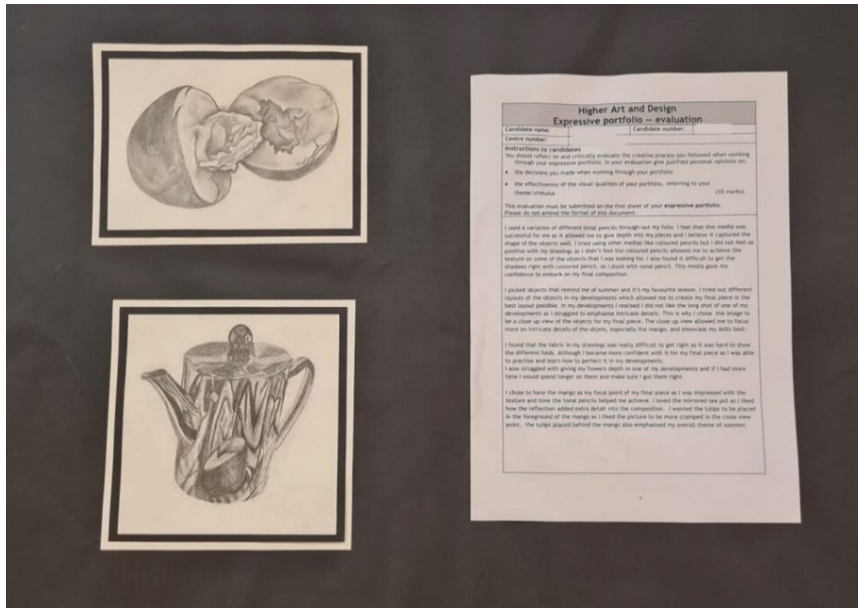 Higher Art and Design
Expressive portfolio — evaluation
Candidate name: Candidate number:
Centre number:
Instructions to candidates
You should reflect on and critically evaluate the creative process you followed when working
through your expressive portfolio. In your evaluation give justified personal opinions on:
• the decisions you made when working through your portfolio
• the effectiveness of the visual qualities of your portfolio, referring to your
theme/stimulus (10 marks)
This evaluation must be submitted on the first sheet of your expressive portfolio.
Please do not amend the format of this document.
I used a variation of different tonal pencils through out my folio. I feel that this media was
successful for me as it allowed me to give depth into my pieces and I believe it captured the
shape of the objects well. I tried using other medias like coloured pencils but I did not feel as
positive with my drawings as I didn't feel the coloured pencils allowed me to achieve the
texture on some of the objects that I was looking for. I also found it difficult to get the
shadows right with coloured pencil, so I stuck with tonal pencil. This media gave me
confidence to embark on my final composition.
I picked objects that remind me of summer and it's my favourite season. I tried out different
layouts of the objects in my developments which allowed me to create my final piece in the
best layout possible. In my developments I realised I did not like the long shot of one of my
developments as I struggled to emphasise intricate details. This is why I chose the image to
be a close up view of the objects for my final piece. The close up view allowed me to focus
more on intricate details of the objets, especially the mango, and showcase my drills best.
I found that the fabric in my drawings was really difficult to get right as it was hard to show
the different folds. Although I became more confident with it for my final piece as I was able
to practise and learn how to perfect it in my developments.
I also struggled with giving my flowers depth in one of my developments and if I had more
time I would spend longer on them and make sure I got them right.
I chose to have the mango as my focal point of my final piece as I was impressed with the
texture and tone the tonal pencils helped me achieve. I loved the mirrored tea pot as I liked
how the reflection added extra detail into the composition. I wanted the tulips to be placed
in the foreground of the mango as I liked the picture to be more cramped in the close view
point, the tulips placed behind the mango also emphasised my overall theme of summer.